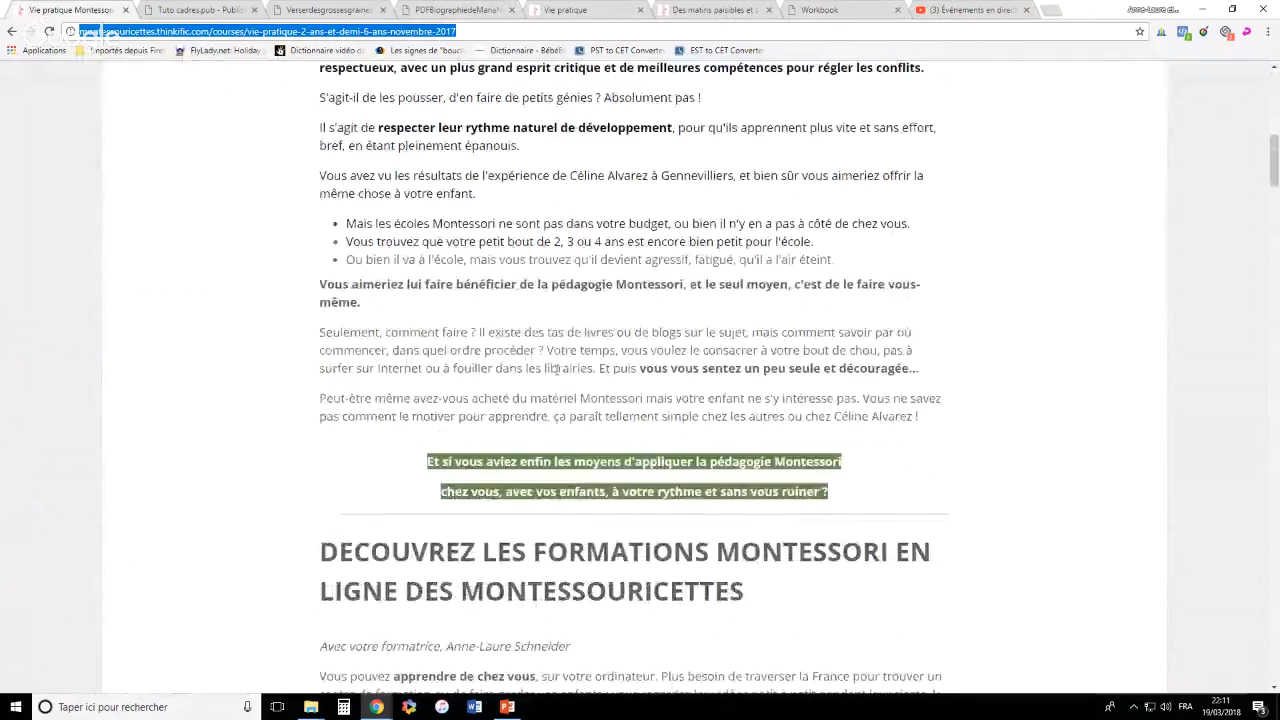 Vie pratique Montessori
Tuto cadres.pub - Publi
Verserdesgrossesgraine
PDFBiographieDeMariaM
Vie pratique
Des matins paisibles et s
Workbook
Événements en direct
Anne-Laure et
montessouricettes.thinkific.com/courses/vie-pratique-2-ans-et-demi-6-ans-novembre-2017
Applications
Importés depuis Firef
FlyLady.net: Holiday
Dictionnaire vidéo de
Les signes de "bouch
Dictionnaire - BébéBa
PST to CET Converte
EST to CET Converte
respectueux, avec un plus grand esprit critique et de meilleures compétences pour régler les conflits.
S'agit-il de les pousser, d'en faire de petits génies ? Absolument pas !
Il s'agit de respecter leur rythme naturel de développement, pour qu'ils apprennent plus vite et sans effort,
bref, en étant pleinement épanouis.
Vous avez vu les résultats de l'expérience de Céline Alvarez à Gennevilliers, et bien sûr vous aimeriez offrir la
même chose à votre enfant.
Mais les écoles Montessori ne sont pas dans votre budget, ou bien il n'y en a pas à côté de chez vous.
Vous trouvez que votre petit bout de 2, 3 ou 4 ans est encore bien petit pour l'école.
Ou bien il va à l'école, mais vous trouvez qu'il devient agressif, fatigué, qu'il a l'air éteint.
Vous aimeriez lui faire bénéficier de la pédagogie Montessori, et le seul moyen, c'est de le faire vous-
même.
Seulement, comment faire ? Il existe des tas de livres ou de blogs sur le sujet, mais comment savoir par où
commencer, dans quel ordre procéder ? Votre temps, vous voulez le consacrer à votre bout de chou, pas à
surfer sur Internet ou à fouiller dans les librairies. Et puis vous vous sentez un peu seule et découragée...
Peut-être même avez-vous acheté du matériel Montessori mais votre enfant ne s'y intéresse pas. Vous ne savez
pas comment le motiver pour apprendre, ça paraît tellement simple chez les autres ou chez Céline Alvarez !
Et si vous aviez enfin les moyens d'appliquer la pédagogie Montessori
chez vous, avec vos enfants, à votre rythme et sans vous ruiner ?
DECOUVREZ LES FORMATIONS MONTESSORI EN
LIGNE DES MONTESSOURICETTES
Avec votre formatrice, Anne-Laure Schneider
Vous pouvez apprendre de chez vous, sur votre ordinateur. Plus besoin de traverser la France pour trouver un
Taper ici pour rechercher
FRA
22:11
19/03/2018